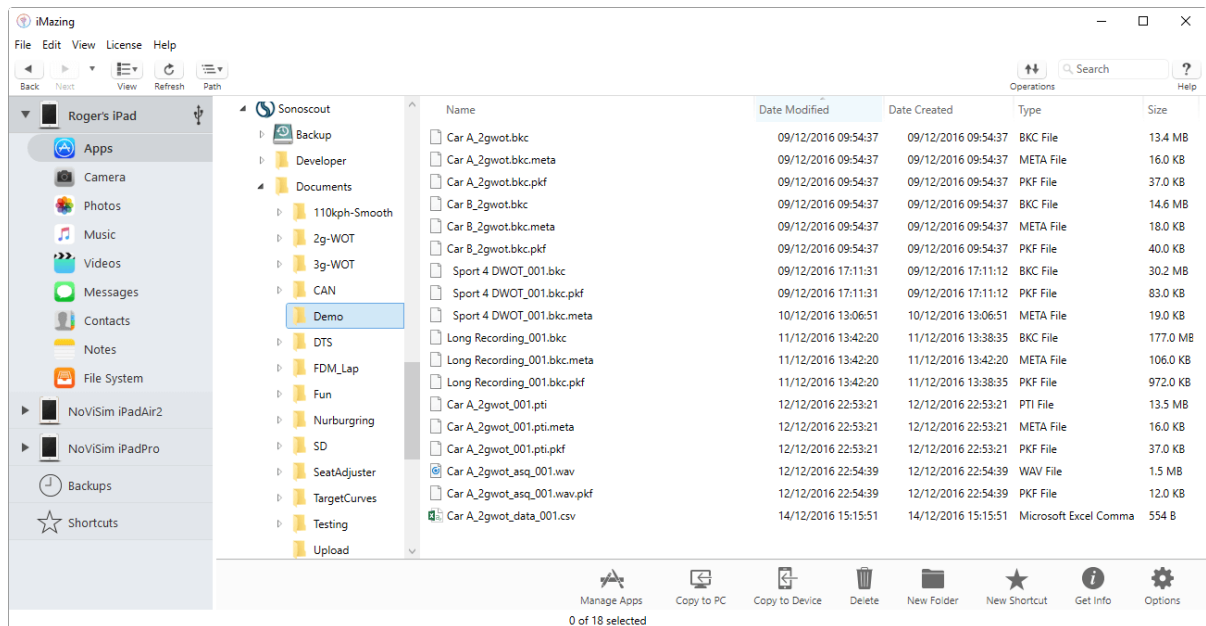 iMazing
File Edit View License Help
Back Next View Refresh Path Operations Search ? Help
Roger's iPad
Apps
Camera
Photos
Music
Videos
Messages
Contacts
Notes
File System
NoViSim iPadAir2
NoViSim iPadPro
Backups
Shortcuts
Sonoscout
Backup
Developer
Documents
110kph-Smooth
2g-WOT
3g-WOT
CAN
Demo
DTS
FDM_Lap
Fun
Nurburgring
SD
SeatAdjuster
TargetCurves
Testing
Upload
Name Date Modified Date Created Type Size
Car A_2gwot.bkc 09/12/2016 09:54:37 09/12/2016 09:54:37 BKC File 13.4 MB
Car A_2gwot.bkc.meta 09/12/2016 09:54:37 09/12/2016 09:54:37 META File 16.0 KB
Car A_2gwot.bkc.pkf 09/12/2016 09:54:37 09/12/2016 09:54:37 PKF File 37.0 KB
Car B_2gwot.bkc 09/12/2016 09:54:37 09/12/2016 09:54:37 BKC File 14.6 MB
Car B_2gwot.bkc.meta 09/12/2016 09:54:37 09/12/2016 09:54:37 META File 18.0 KB
Car B_2gwot.bkc.pkf 09/12/2016 09:54:37 09/12/2016 09:54:37 PKF File 40.0 KB
Sport 4 DWOT_001.bkc 09/12/2016 17:11:31 09/12/2016 17:11:12 BKC File 30.2 MB
Sport 4 DWOT_001.bkc.pkf 09/12/2016 17:11:31 09/12/2016 17:11:12 PKF File 83.0 KB
Sport 4 DWOT_001.bkc.meta 10/12/2016 13:06:51 10/12/2016 13:06:51 META File 19.0 KB
Long Recording_001.bkc 11/12/2016 13:42:20 11/12/2016 13:38:35 BKC File 177.0 MB
Long Recording_001.bkc.meta 11/12/2016 13:42:20 11/12/2016 13:42:20 META File 106.0 KB
Long Recording_001.bkc.pkf 11/12/2016 13:42:20 11/12/2016 13:38:35 PKF File 972.0 KB
Car A_2gwot_001.pti 12/12/2016 22:53:21 12/12/2016 22:53:21 PTI File 13.5 MB
Car A_2gwot_001.pti.meta 12/12/2016 22:53:21 12/12/2016 22:53:21 META File 16.0 KB
Car A_2gwot_001.pti.pkf 12/12/2016 22:53:21 12/12/2016 22:53:21 PKF File 37.0 KB
Car A_2gwot_asq_001.wav 12/12/2016 22:54:39 12/12/2016 22:54:39 WAV File 1.5 MB
Car A_2gwot_asq_001.wav.pkf 12/12/2016 22:54:39 12/12/2016 22:54:39 PKF File 12.0 KB
Car A_2gwot_data_001.csv 14/12/2016 15:15:51 14/12/2016 15:15:51 Microsoft Excel Comma 554 B
Manage Apps Copy to PC Copy to Device Delete New Folder New Shortcut Get Info Options
0 of 18 selected